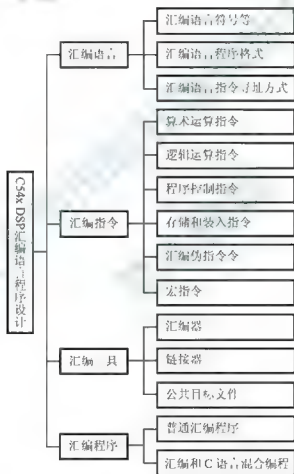 C54x DSP汇编语言程序设计
汇编语言
汇编语言符号等
汇编语言程序格式
汇编语言指令寻址方式
汇编指令
算术运算指令
逻辑运算指令
程序控制指令
存储和装入指令
汇编伪指令令
宏指令
汇编 具
汇编器
链接器
公共目标文件
汇编程序
普通汇编程序
汇编和C语言混合编程